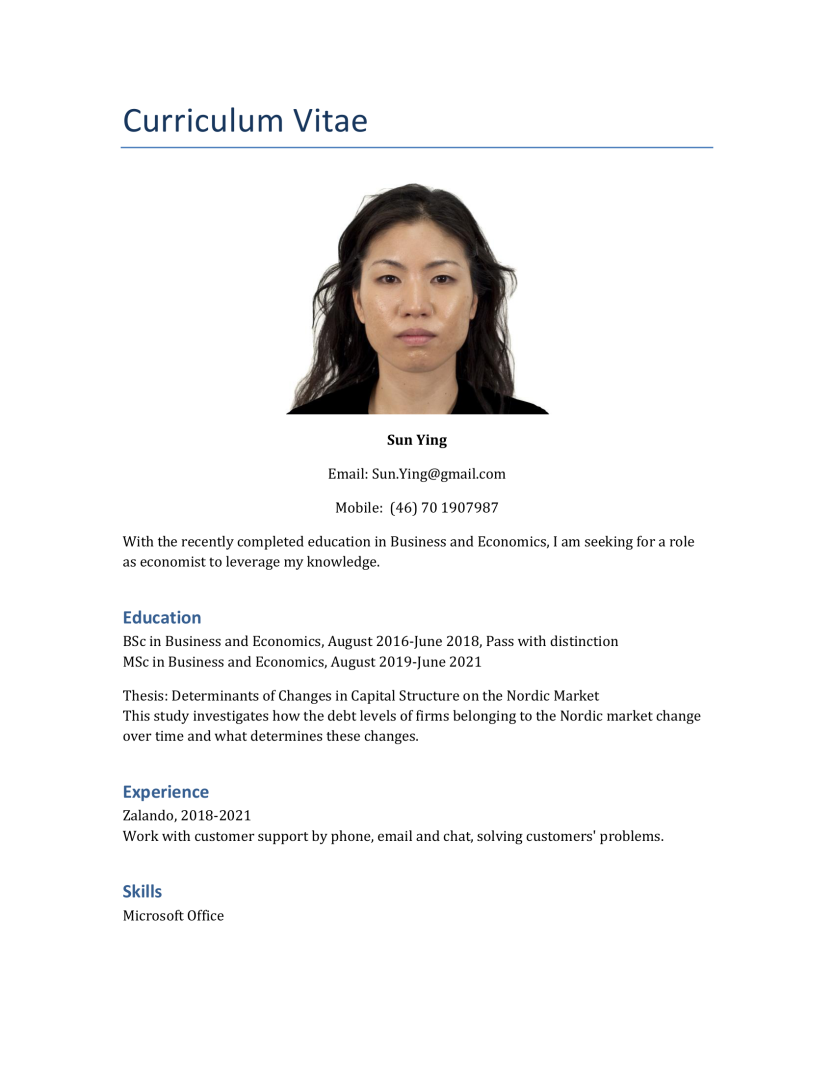 Curriculum Vitae
Sun Ying
Email: Sun.Ying@gmail.com
Mobile:  (46) 70 1907987
With the recently completed education in Business and Economics, I am seeking for a role
as economist to leverage my knowledge.
Education
BSc in Business and Economics, August 2016-June 2018, Pass with distinction
MSc in Business and Economics, August 2019-June 2021
Thesis: Determinants of Changes in Capital Structure on the Nordic Market
This study investigates how the debt levels of firms belonging to the Nordic market change
over time and what determines these changes.
Experience
Zalando, 2018-2021
Work with customer support by phone, email and chat, solving customers' problems.
Skills
Microsoft Office